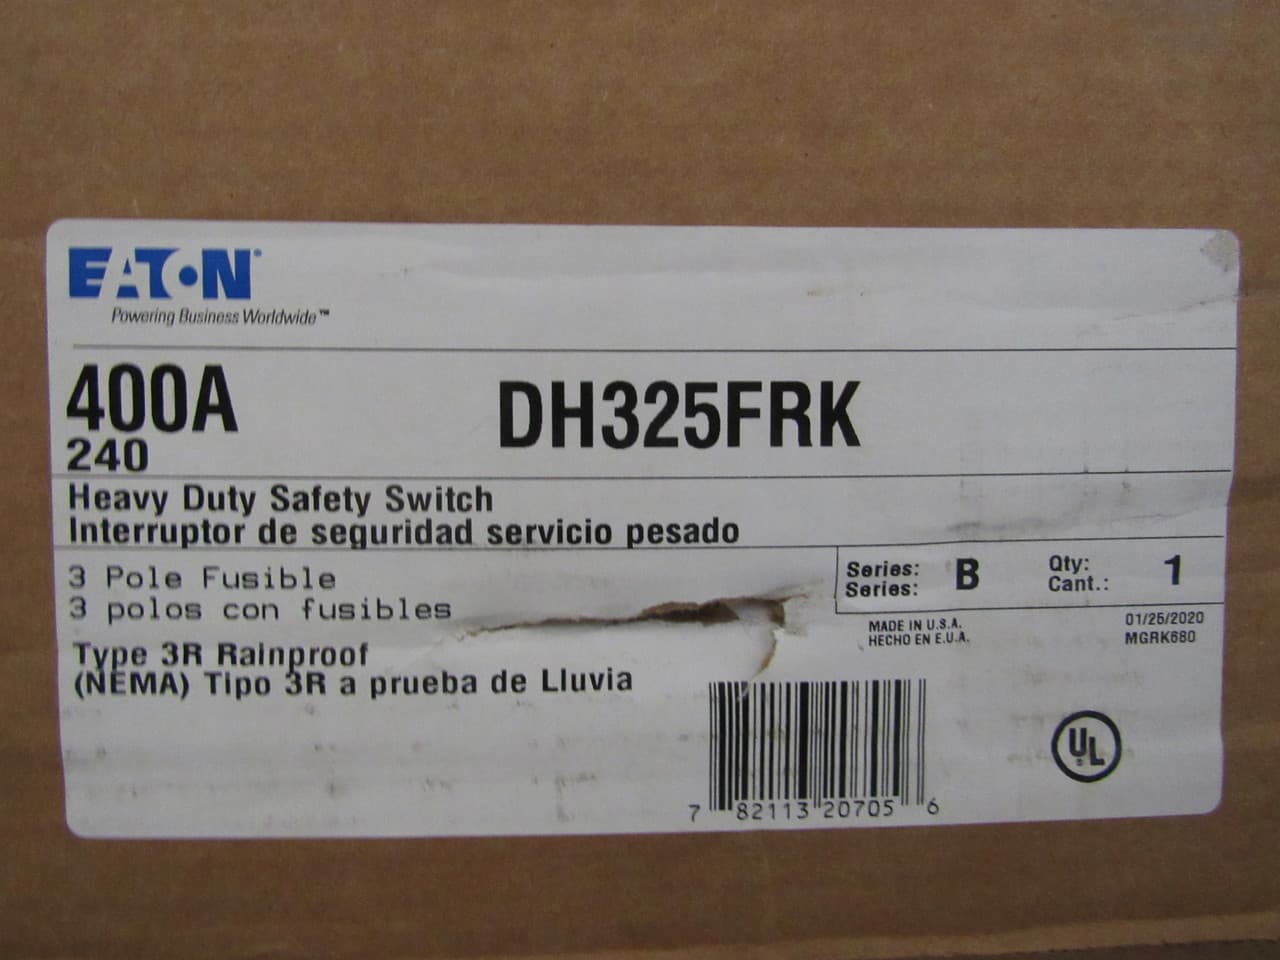 EATON
Powering Business Worldwide™
400A
DH325FRK
240
Heavy Duty Safety Switch
Interruptor de seguridad servicio pesado
3 Pole Fusible
3 polos con fusibles
Series: B Qty: 1
Series: Cant.:
MADE IN U.S.A. 01/25/2020
HECHO EN E.U.A. MGRK680
Type 3R Rainproof
(NEMA) Tipo 3R a prueba de Lluvia
7 82113 20705 6
UL